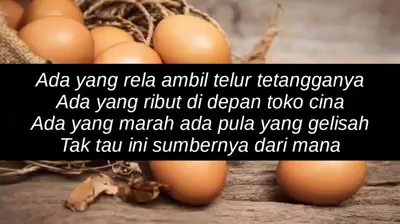 Ada yang rela ambil telur tetangganya
Ada yang ribut di depan toko cina
Ada yang marah ada pula yang gelisah
Tak tau ini sumbernya dari mana